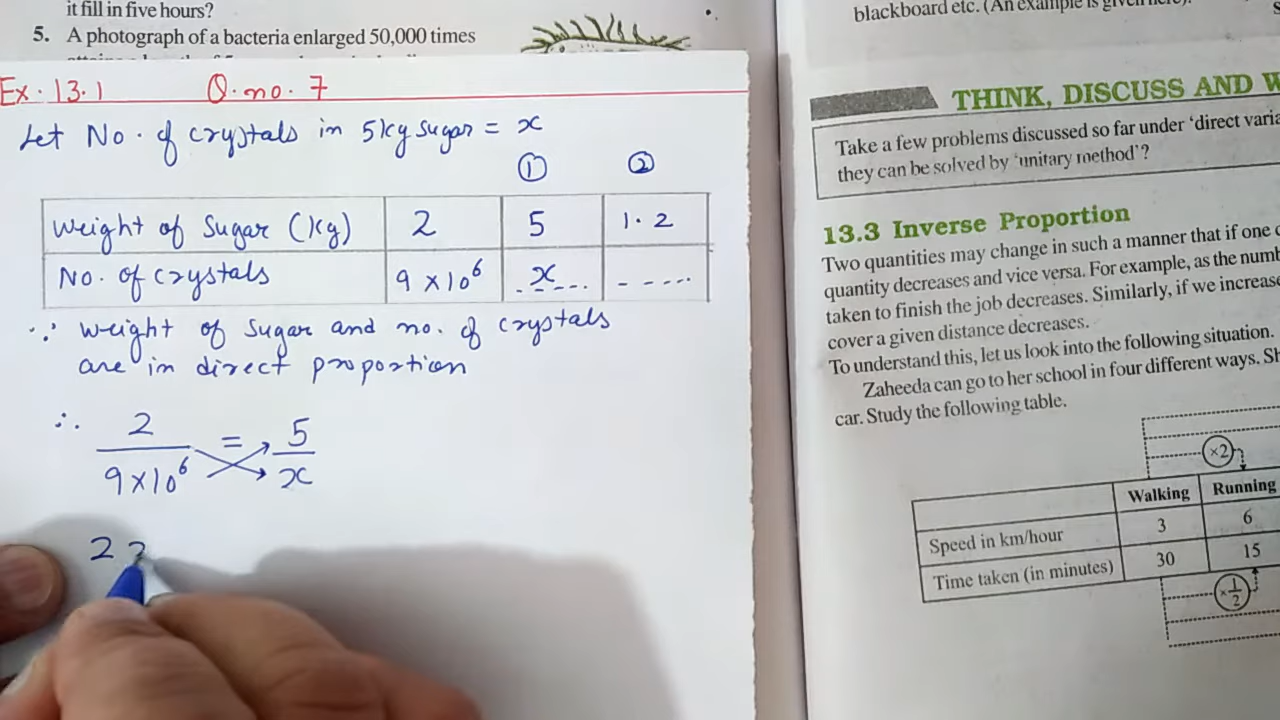 it fill in five hours?
5. A photograph of a bacteria enlarged 50,000 times
Ex. 13.1 Q. no. 7
Let No. of crystals in 5kg sugar = x
① ②
Weight of Sugar (kg) 2 5 1.2
No. of crystals 9 × 10⁶ x
∵ weight of sugar and no. of crystals
are in direct proportion
∴ 2 = 5
9 × 10⁶ x
2
blackboard etc. (An example is given here).
THINK, DISCUSS AND W
Take a few problems discussed so far under ‘direct varia
they can be solved by ‘unitary method’?
13.3 Inverse Proportion
Two quantities may change in such a manner that if one
quantity decreases and vice versa. For example, as the numb
taken to finish the job decreases. Similarly, if we increase
cover a given distance decreases.
To understand this, let us look into the following situation.
Zaheeda can go to her school in four different ways. Sh
car. Study the following table.
×2
Walking Running
Speed in km/hour 3 6
Time taken (in minutes) 30 15
×1/2